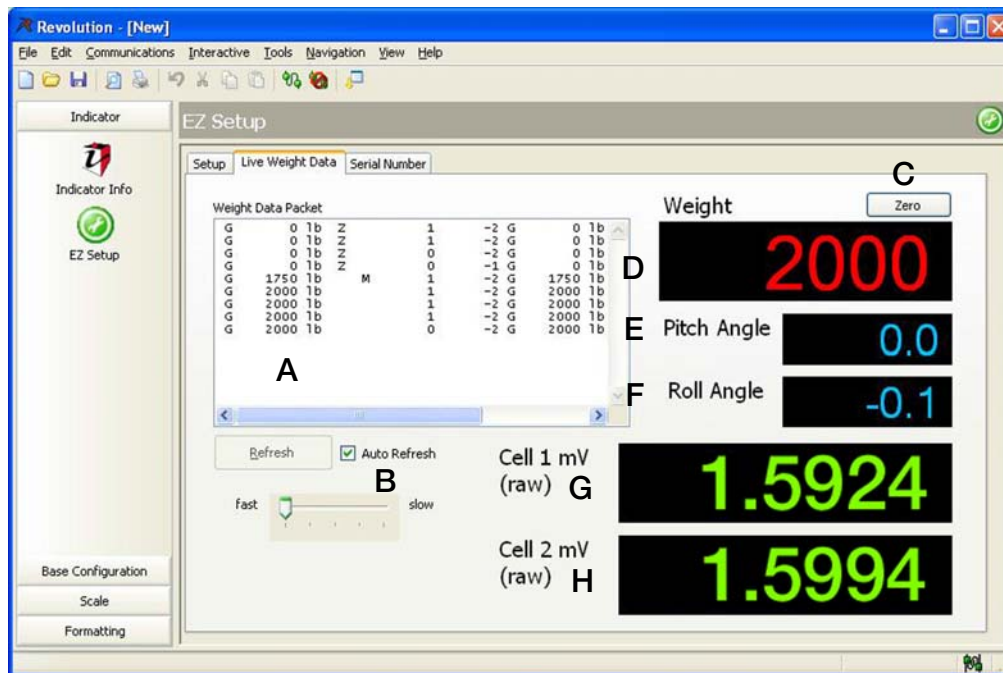 Revolution - [New]
File Edit Communications Interactive Tools Navigation View Help
Indicator
EZ Setup
Indicator Info
EZ Setup
Setup Live Weight Data Serial Number
C
Weight Data Packet
Weight Zero
G 0 lb Z 1 -2 G 0 lb
G 0 lb Z 1 -2 G 0 lb
G 0 lb Z 0 -2 G 0 lb
G 0 lb Z 0 -1 G 0 lb
G 1750 lb M 1 -2 G 1750 lb
G 2000 lb 1 -2 G 2000 lb
G 2000 lb 1 -2 G 2000 lb
G 2000 lb 1 -2 G 2000 lb
G 2000 lb 0 -2 G 2000 lb
A
D 2000
E Pitch Angle 0.0
F Roll Angle -0.1
Refresh Auto Refresh
B
fast slow
Cell 1 mV
(raw) G 1.5924
Cell 2 mV
(raw) H 1.5994
Base Configuration
Scale
Formatting